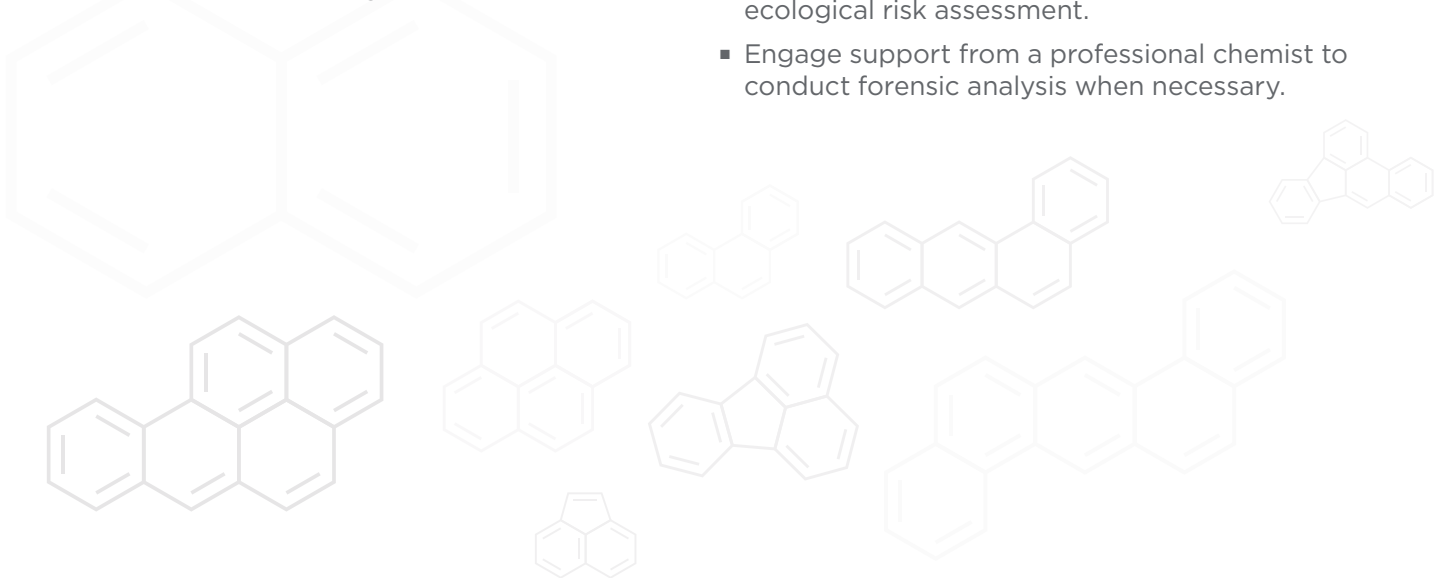 ecological risk assessment.
▪ Engage support from a professional chemist to
conduct forensic analysis when necessary.